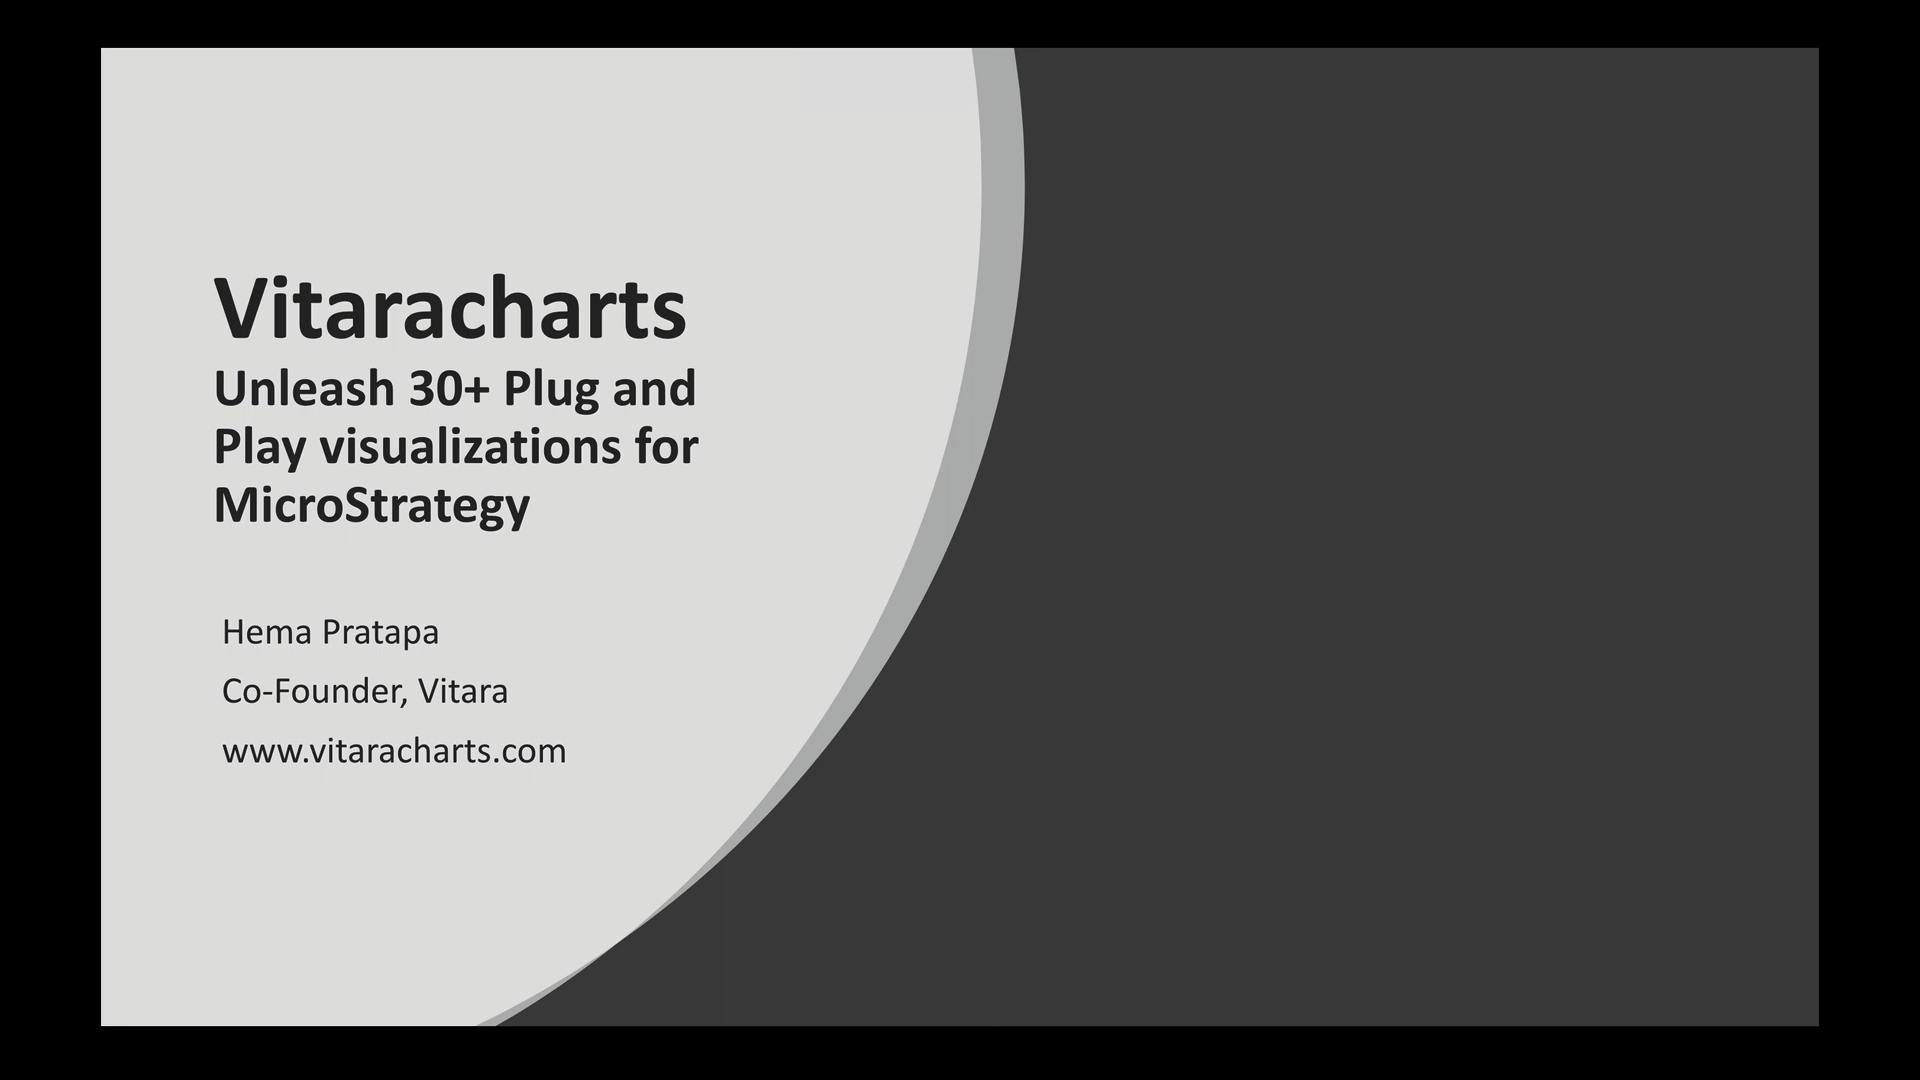 Vitaracharts
Unleash 30+ Plug and
Play visualizations for
MicroStrategy
Hema Pratapa
Co-Founder, Vitara
www.vitaracharts.com